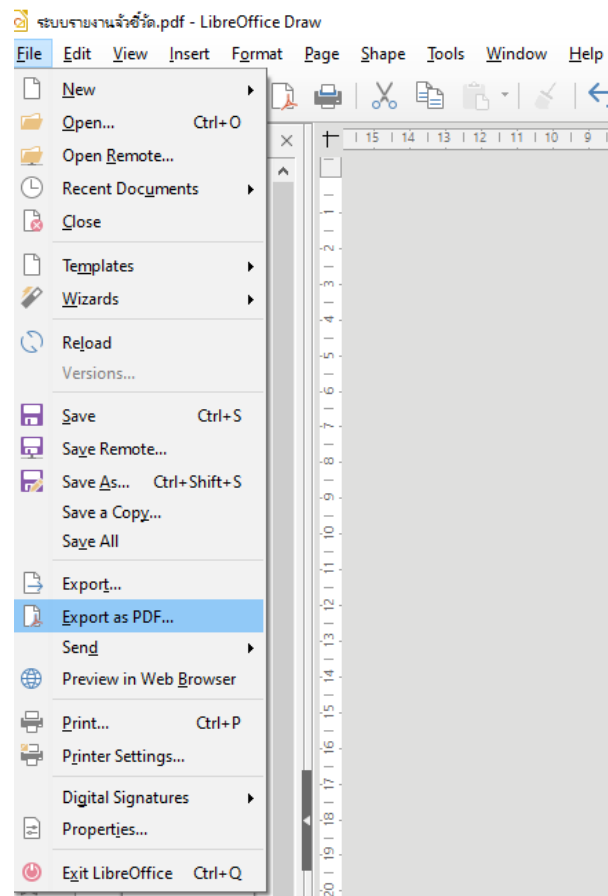 ระบบรายงานจัวชี้วัด.pdf - LibreOffice Draw
File Edit View Insert Format Page Shape Tools Window Help
New
Open... Ctrl+O
Open Remote...
Recent Documents
Close
Templates
Wizards
Reload
Versions...
Save Ctrl+S
Save Remote...
Save As... Ctrl+Shift+S
Save a Copy...
Save All
Export...
Export as PDF...
Send
Preview in Web Browser
Print... Ctrl+P
Printer Settings...
Digital Signatures
Properties...
Exit LibreOffice Ctrl+Q
15 14 13 12 11 10 9
1
2
3
4
5
6
7
8
9
10
11
12
13
14
15
16
17
18
19
20